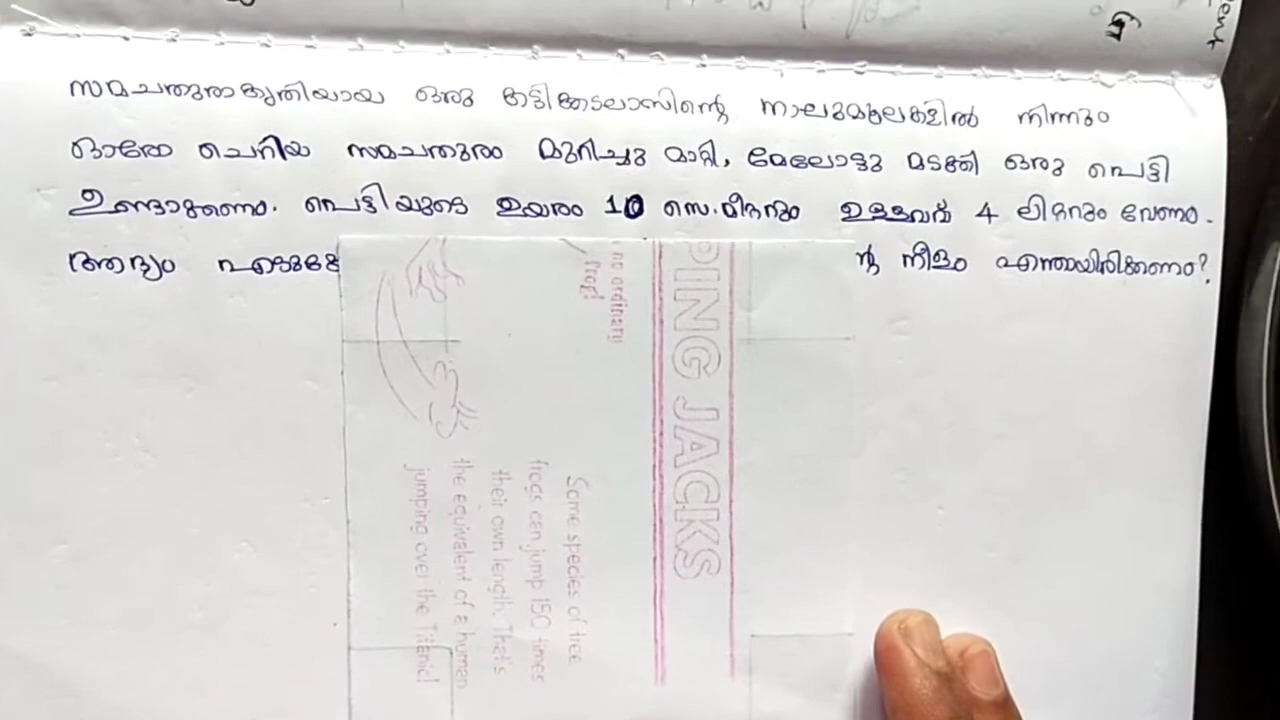 സമചതുരാകൃതിയായ ഒരു കട്ടിക്കടലാസിന്റെ നാലുമൂലകളിൽ നിന്നും
ഓരോ ചെറിയ സമചതുരം മുറിച്ചു മാറ്റി, മേലോട്ടു മടക്കി ഒരു പെട്ടി
ഉണ്ടാക്കണം. പെട്ടിയുടെ ഉയരം 10 സെ.മീറ്ററും ഉള്ളളവ് 4 ലിറ്ററും വേണം.
ആദ്യം നീളം എന്തായിരിക്കണം?
no ordinary
frog!
PING JACKS
Some species of tree
frogs can jump 150 times
their own length. That's
the equivalent of a human
jumping over the Titanic!